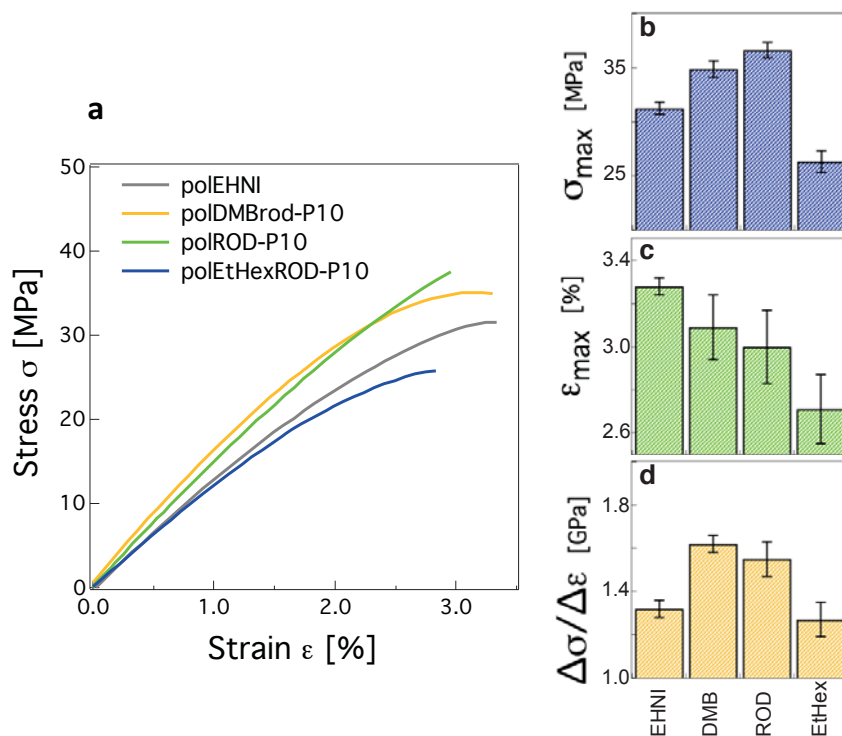 a
Stress σ [MPa]
50
40
30
20
10
0
polEHNI
polDMBrod-P10
polROD-P10
polEtHexROD-P10
0.0 1.0 2.0 3.0
Strain ε [%]
b
σmax [MPa]
35
25
c
εmax [%]
3.4
3.0
2.6
d
Δσ/Δε [GPa]
1.8
1.4
1.0
EHNI DMB ROD EtHex